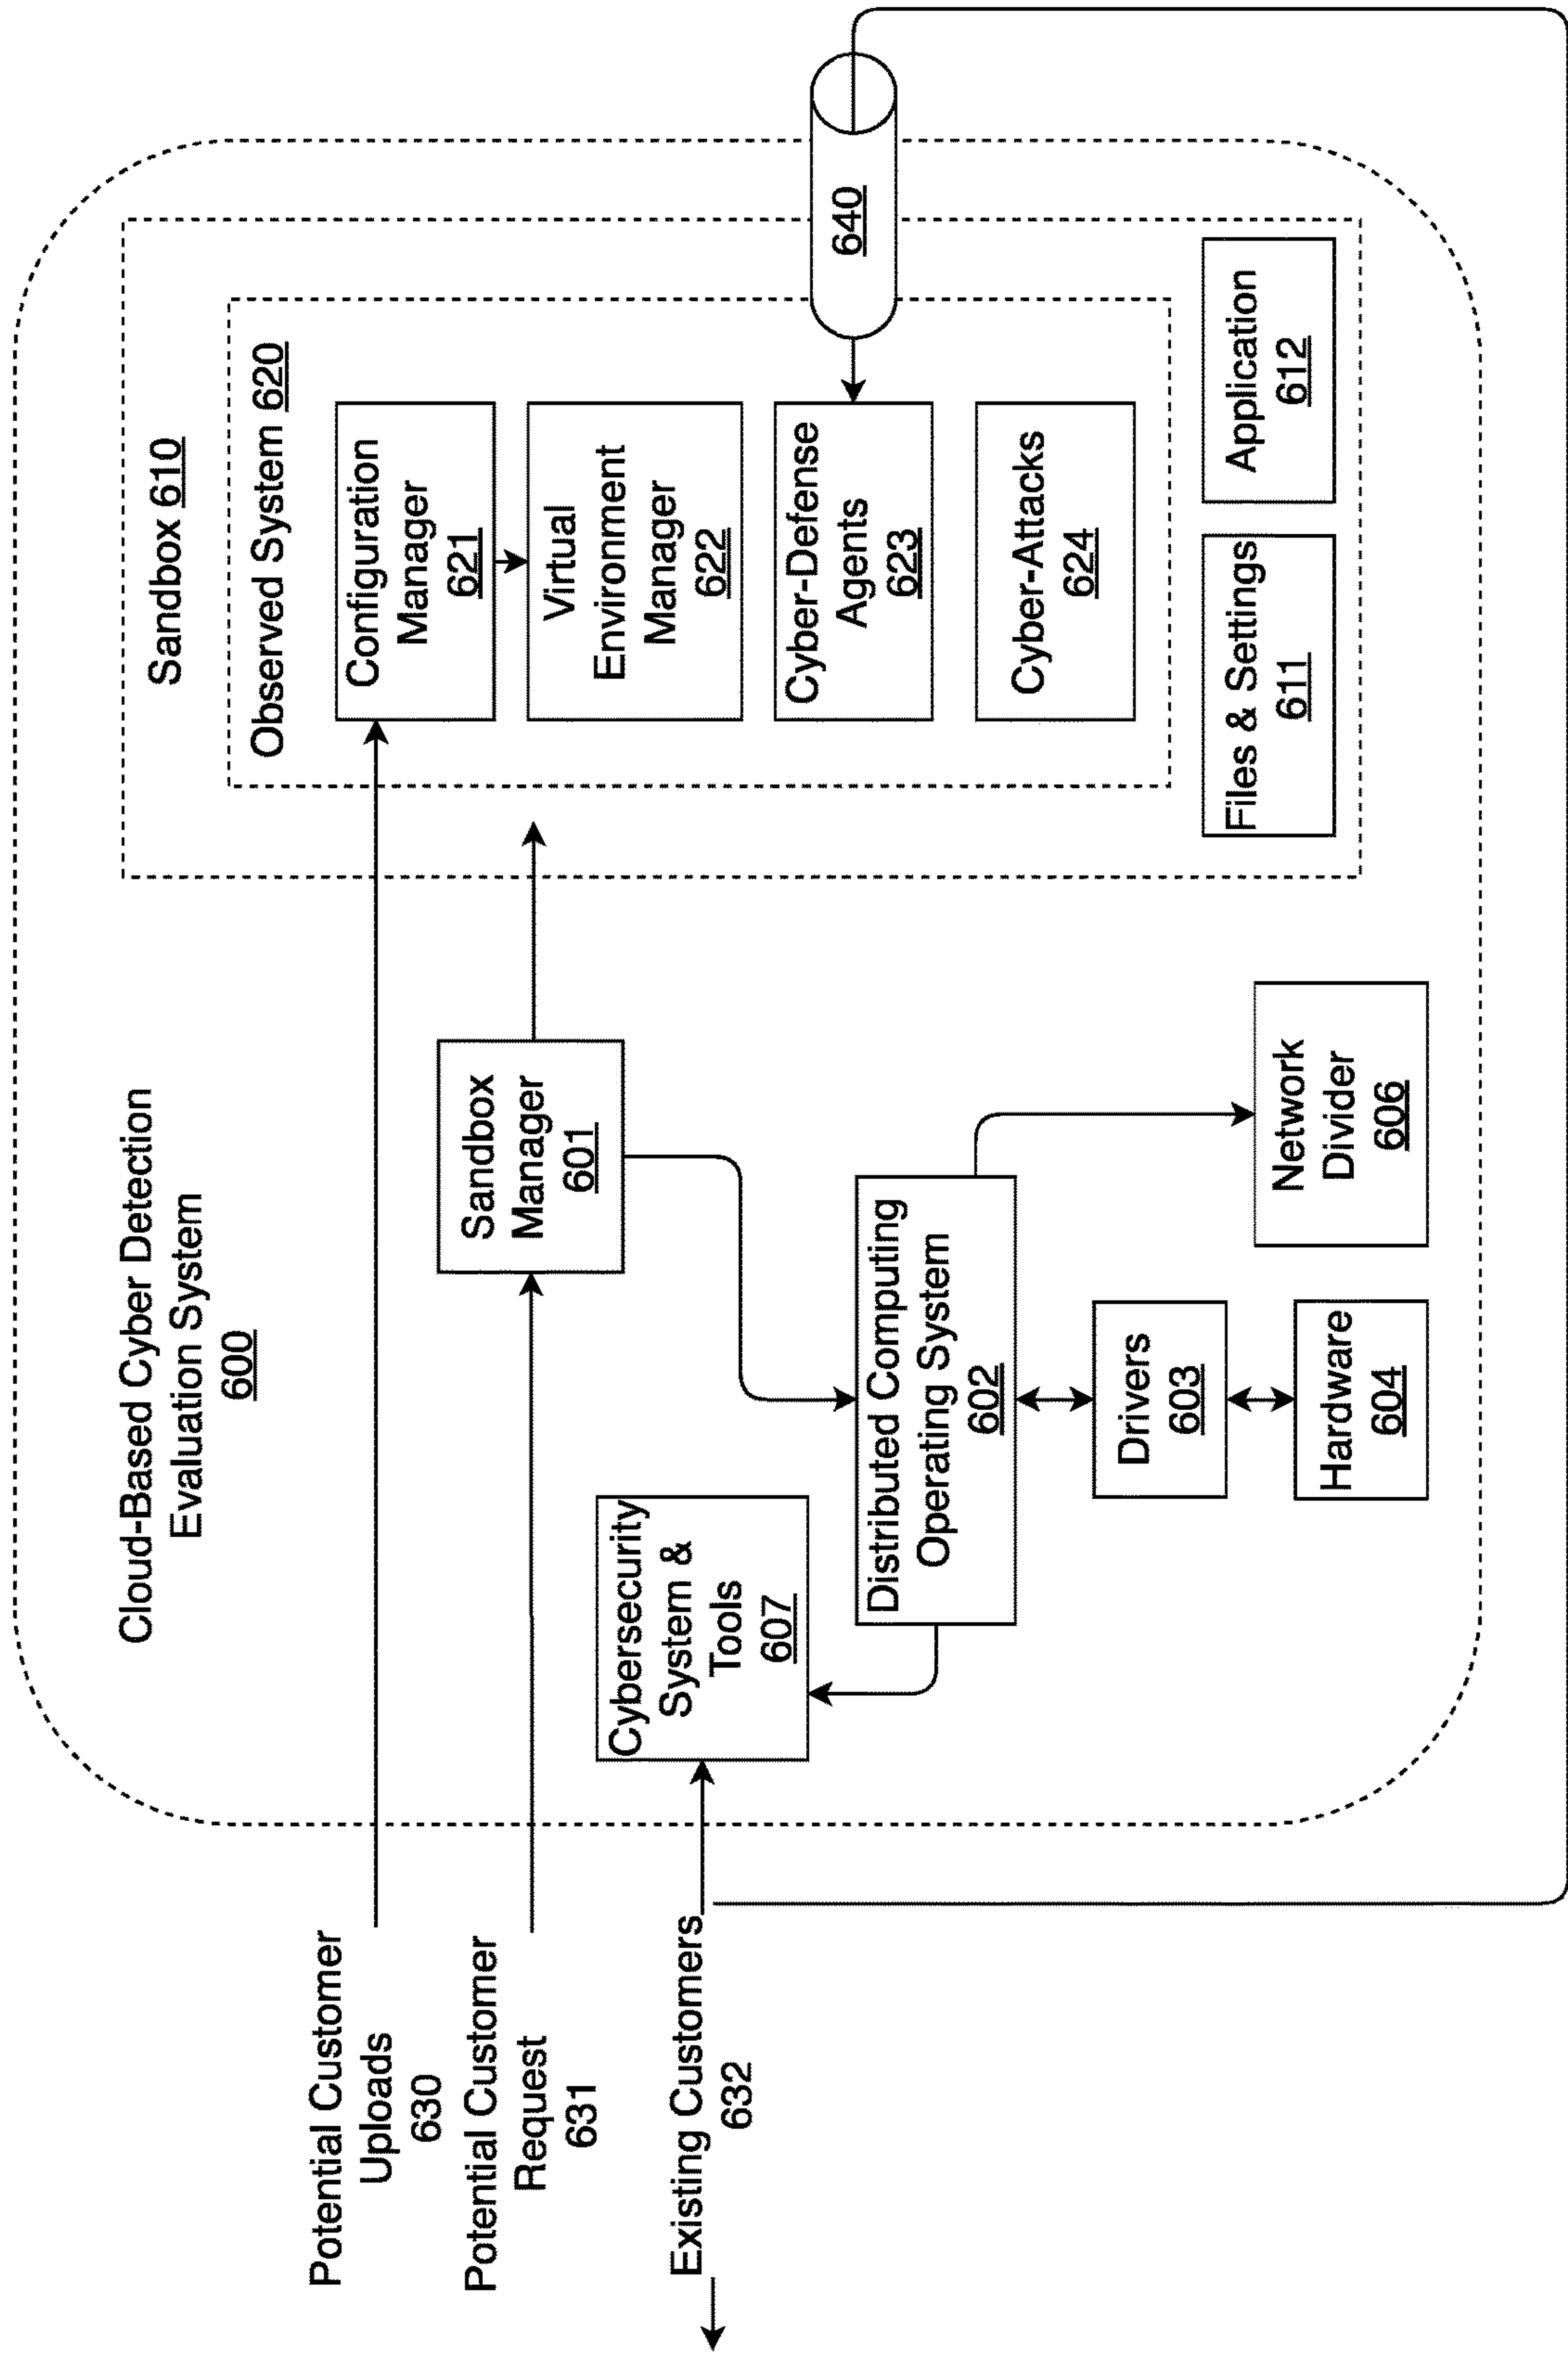 Cloud-Based Cyber Detection
Evaluation System
600
Potential Customer
Uploads
630
Potential Customer
Request
631
Existing Customers
632
Sandbox
Manager
601
Cybersecurity
System &
Tools
607
Distributed Computing
Operating System
602
Drivers
603
Hardware
604
Network
Divider
606
Sandbox 610
Observed System 620
Configuration
Manager
621
Virtual
Environment
Manager
622
Cyber-Defense
Agents
623
Cyber-Attacks
624
640
Files & Settings
611
Application
612